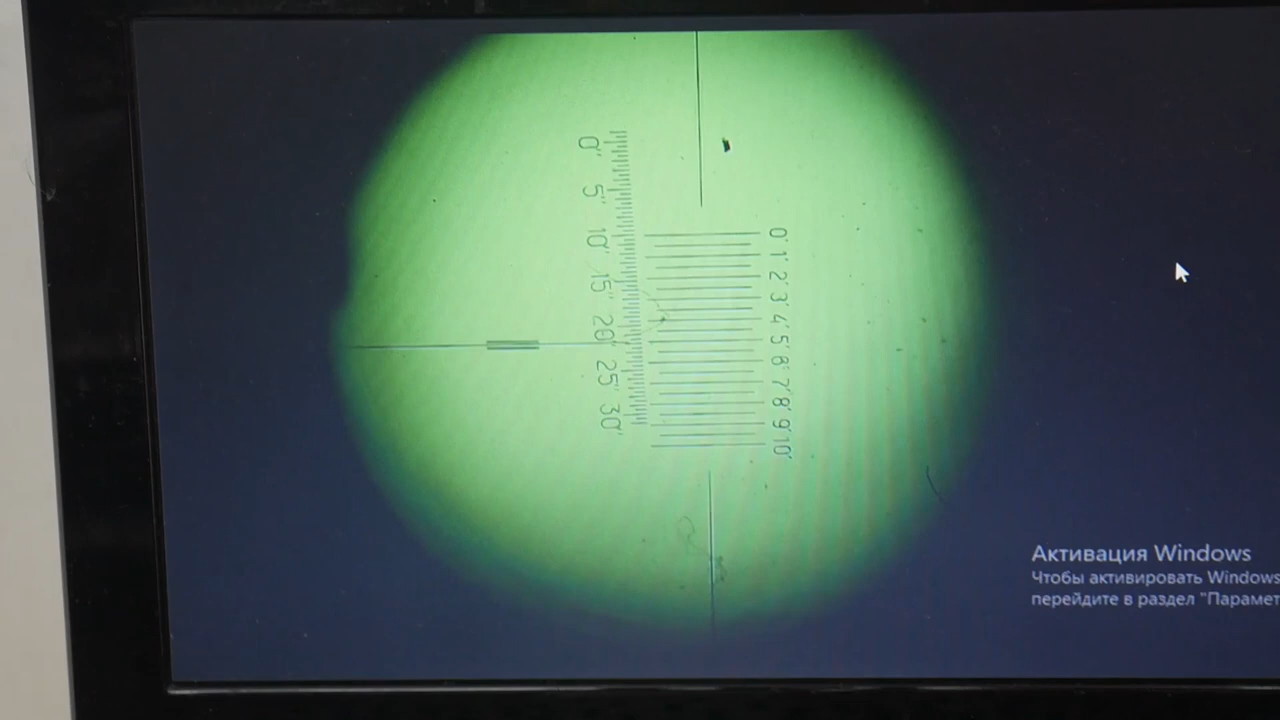 0'' 5'' 10'' 15'' 20'' 25'' 30''
0' 1' 2' 3' 4' 5' 6' 7' 8' 9' 10'
Активация Windows
Чтобы активировать Windows
перейдите в раздел "Парамет